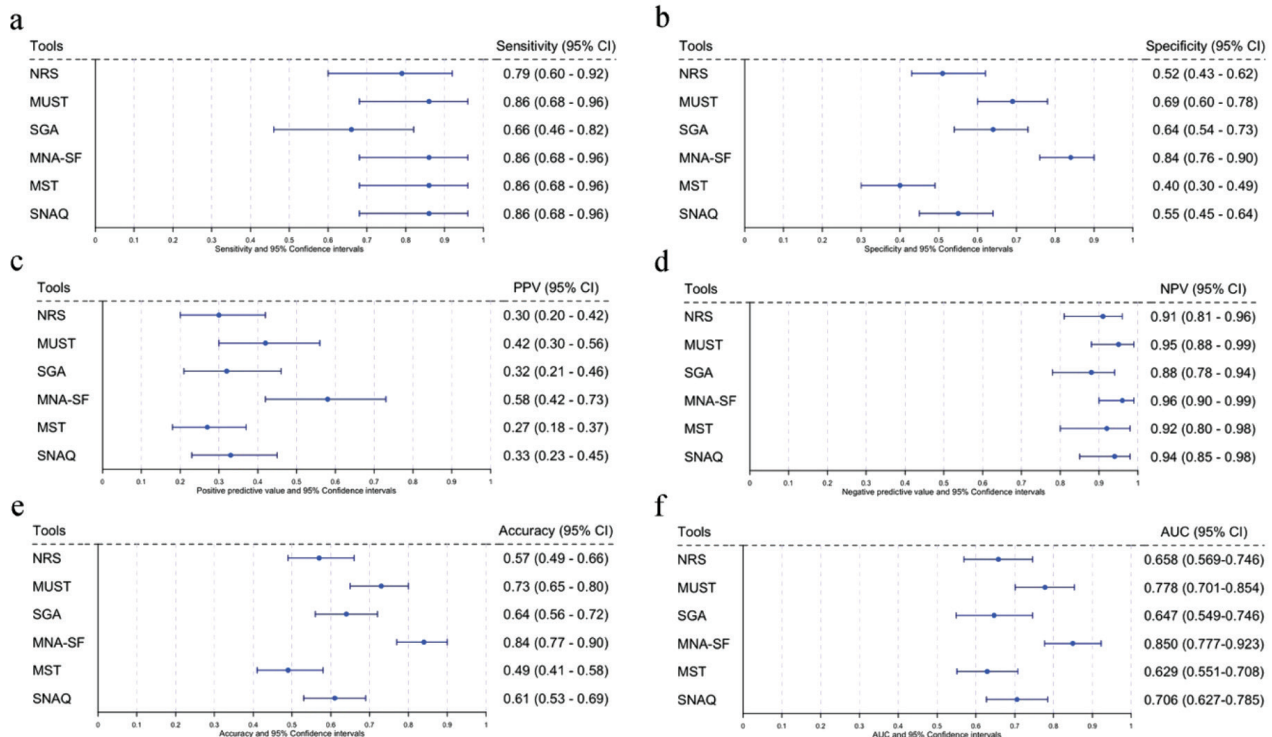 a
Tools Sensitivity (95% CI)
NRS 0.79 (0.60 - 0.92)
MUST 0.86 (0.68 - 0.96)
SGA 0.66 (0.46 - 0.82)
MNA-SF 0.86 (0.68 - 0.96)
MST 0.86 (0.68 - 0.96)
SNAQ 0.86 (0.68 - 0.96)
0 0.1 0.2 0.3 0.4 0.5 0.6 0.7 0.8 0.9 1
Sensitivity and 95% Confidence intervals
b
Tools Specificity (95% CI)
NRS 0.52 (0.43 - 0.62)
MUST 0.69 (0.60 - 0.78)
SGA 0.64 (0.54 - 0.73)
MNA-SF 0.84 (0.76 - 0.90)
MST 0.40 (0.30 - 0.49)
SNAQ 0.55 (0.45 - 0.64)
0 0.1 0.2 0.3 0.4 0.5 0.6 0.7 0.8 0.9 1
Specificity and 95% Confidence intervals
c
Tools PPV (95% CI)
NRS 0.30 (0.20 - 0.42)
MUST 0.42 (0.30 - 0.56)
SGA 0.32 (0.21 - 0.46)
MNA-SF 0.58 (0.42 - 0.73)
MST 0.27 (0.18 - 0.37)
SNAQ 0.33 (0.23 - 0.45)
0 0.1 0.2 0.3 0.4 0.5 0.6 0.7 0.8 0.9 1
Positive predictive value and 95% Confidence intervals
d
Tools NPV (95% CI)
NRS 0.91 (0.81 - 0.96)
MUST 0.95 (0.88 - 0.99)
SGA 0.88 (0.78 - 0.94)
MNA-SF 0.96 (0.90 - 0.99)
MST 0.92 (0.80 - 0.98)
SNAQ 0.94 (0.85 - 0.98)
0 0.1 0.2 0.3 0.4 0.5 0.6 0.7 0.8 0.9 1
Negative predictive value and 95% Confidence intervals
e
Tools Accuracy (95% CI)
NRS 0.57 (0.49 - 0.66)
MUST 0.73 (0.65 - 0.80)
SGA 0.64 (0.56 - 0.72)
MNA-SF 0.84 (0.77 - 0.90)
MST 0.49 (0.41 - 0.58)
SNAQ 0.61 (0.53 - 0.69)
0 0.1 0.2 0.3 0.4 0.5 0.6 0.7 0.8 0.9 1
Accuracy and 95% Confidence intervals
f
Tools AUC (95% CI)
NRS 0.658 (0.569-0.746)
MUST 0.778 (0.701-0.854)
SGA 0.647 (0.549-0.746)
MNA-SF 0.850 (0.777-0.923)
MST 0.629 (0.551-0.708)
SNAQ 0.706 (0.627-0.785)
0 0.1 0.2 0.3 0.4 0.5 0.6 0.7 0.8 0.9 1
AUC and 95% Confidence intervals